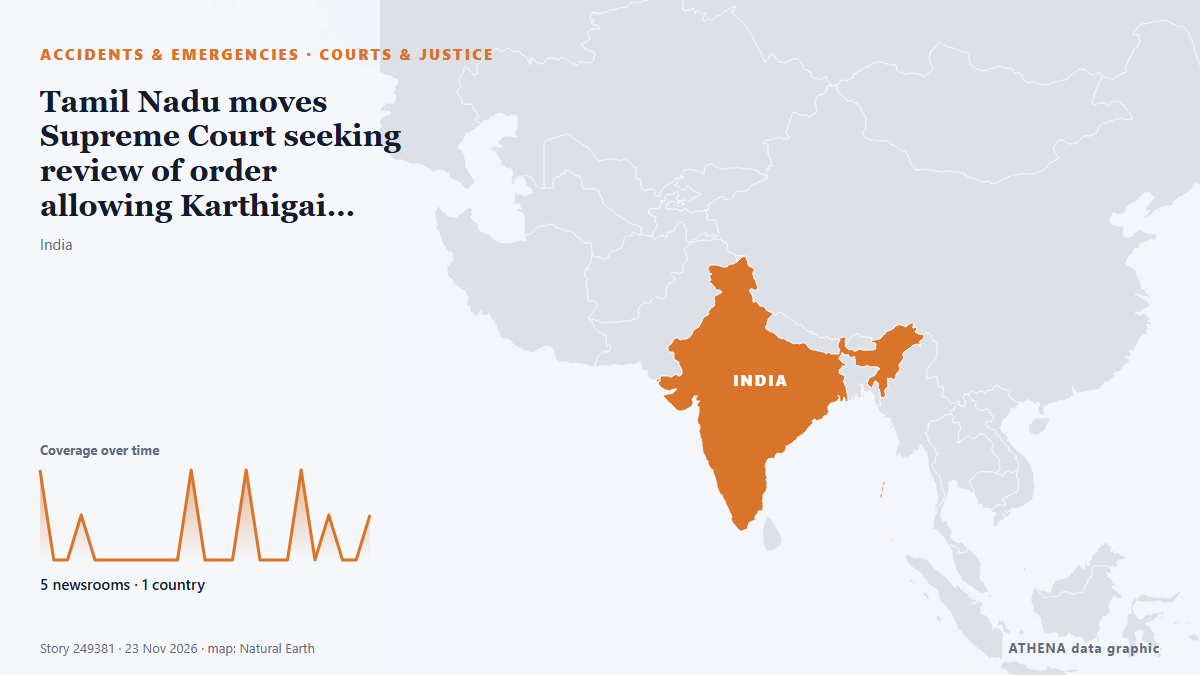 ACCIDENTS & EMERGENCIES · COURTS & JUSTICE
Tamil Nadu moves
Supreme Court seeking
review of order
allowing Karthigai...
India
INDIA
Coverage over time
5 newsrooms · 1 country
Story 249381 · 23 Nov 2026 · map: Natural Earth
ATHENA data graphic